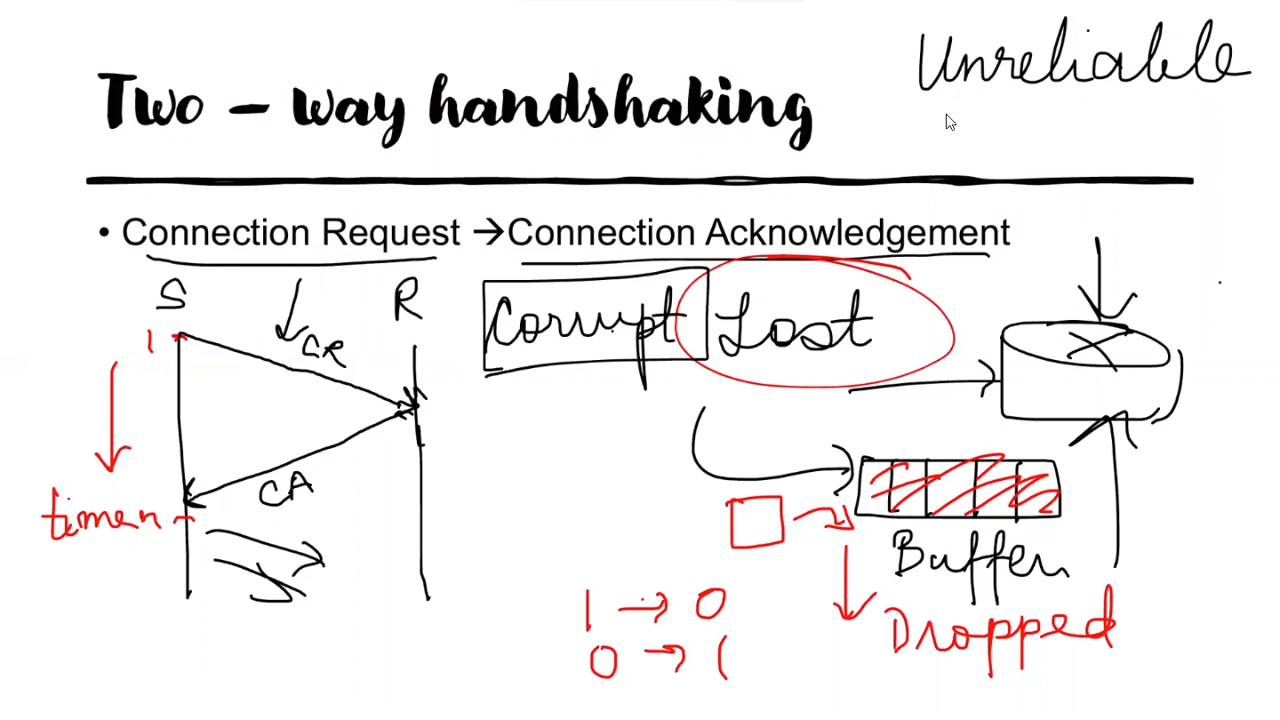 Unreliable
Two – way handshaking
• Connection Request →Connection Acknowledgement
S
R
Corrupt
Lost
1
CR
CA
timer
Buffer
1 → 0
0 → 1
Dropped